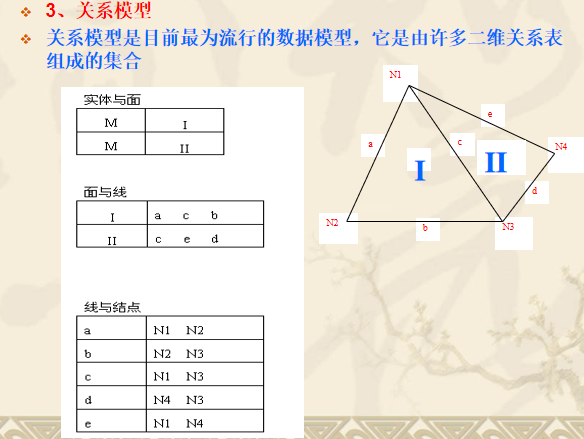 3、关系模型
关系模型是目前最为流行的数据模型，它是由许多二维关系表
组成的集合
实体与面
M I
M II
面与线
I a c b
II c e d
线与结点
a N1 N2
b N2 N3
c N1 N3
d N4 N3
e N1 N4
N1
e
a
c
N4
I
II
d
N2
b
N3